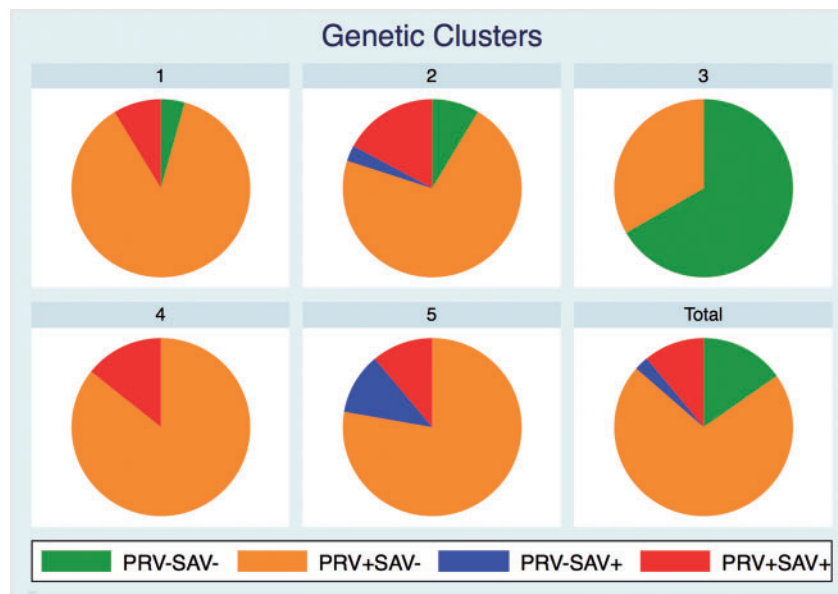 Genetic Clusters
1 2 3
4 5 Total
PRV-SAV- PRV+SAV- PRV-SAV+ PRV+SAV+